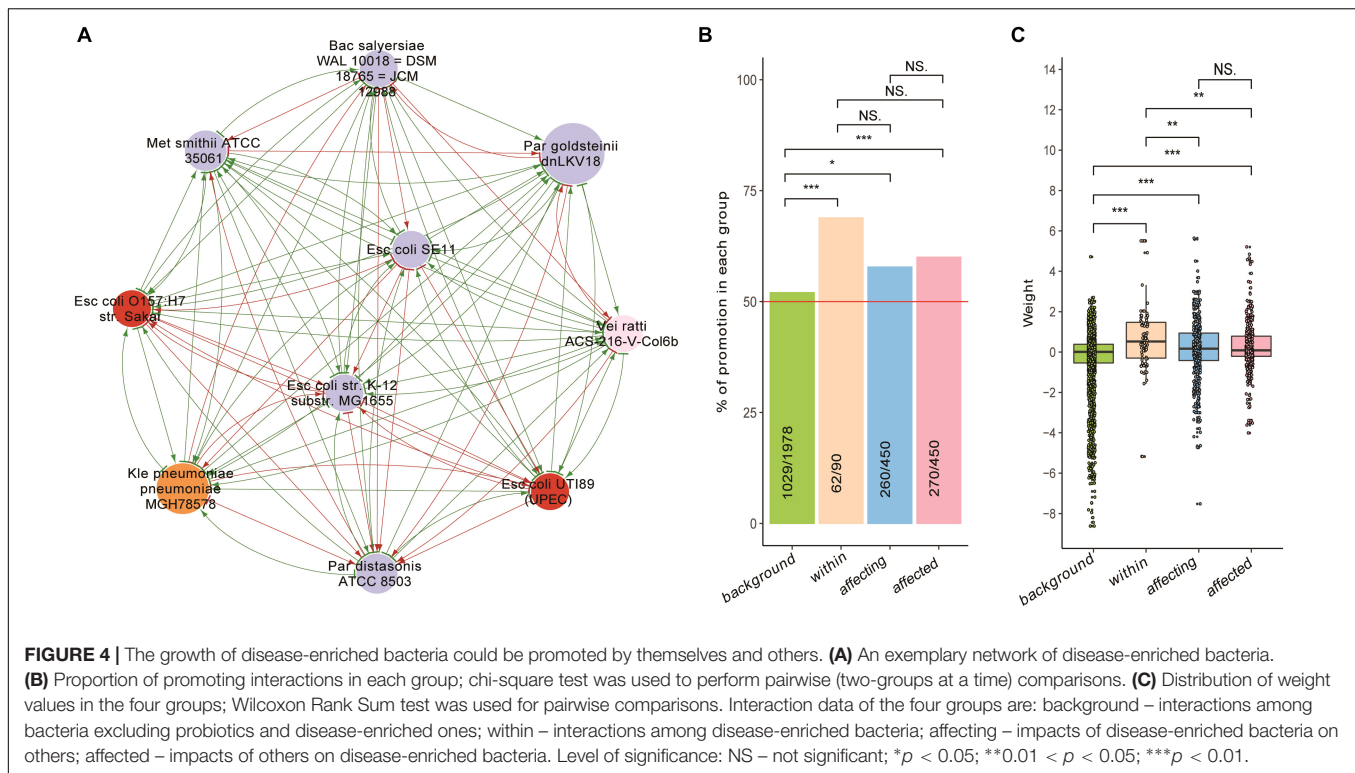 A
Bac salyersiae
WAL 10018 = DSM
18765 = JCM
12988
Met smithii ATCC
35061
Par goldsteinii
dnLKV18
Esc coli SE11
Esc coli O157:H7
str. Sakai
Vei ratti
ACS-216-V-Col6b
Esc coli str. K-12
substr. MG1655
Kle pneumoniae
pneumoniae
MGH78578
Esc coli UTI89
(UPEC)
Par distasonis
ATCC 8503
B
% of promotion in each group
100
75
50
25
0
NS.
NS.
NS.
***
*
***
1029/1978
62/90
260/450
270/450
background
within
affecting
affected
C
Weight
14
12
10
8
6
4
2
0
−2
−4
−6
−8
NS.
**
**
***
***
***
background
within
affecting
affected
FIGURE 4 | The growth of disease-enriched bacteria could be promoted by themselves and others. (A) An exemplary network of disease-enriched bacteria.
(B) Proportion of promoting interactions in each group; chi-square test was used to perform pairwise (two-groups at a time) comparisons. (C) Distribution of weight
values in the four groups; Wilcoxon Rank Sum test was used for pairwise comparisons. Interaction data of the four groups are: background – interactions among
bacteria excluding probiotics and disease-enriched ones; within – interactions among disease-enriched bacteria; affecting – impacts of disease-enriched bacteria on
others; affected – impacts of others on disease-enriched bacteria. Level of significance: NS – not significant; *p < 0.05; **0.01 < p < 0.05; ***p < 0.01.